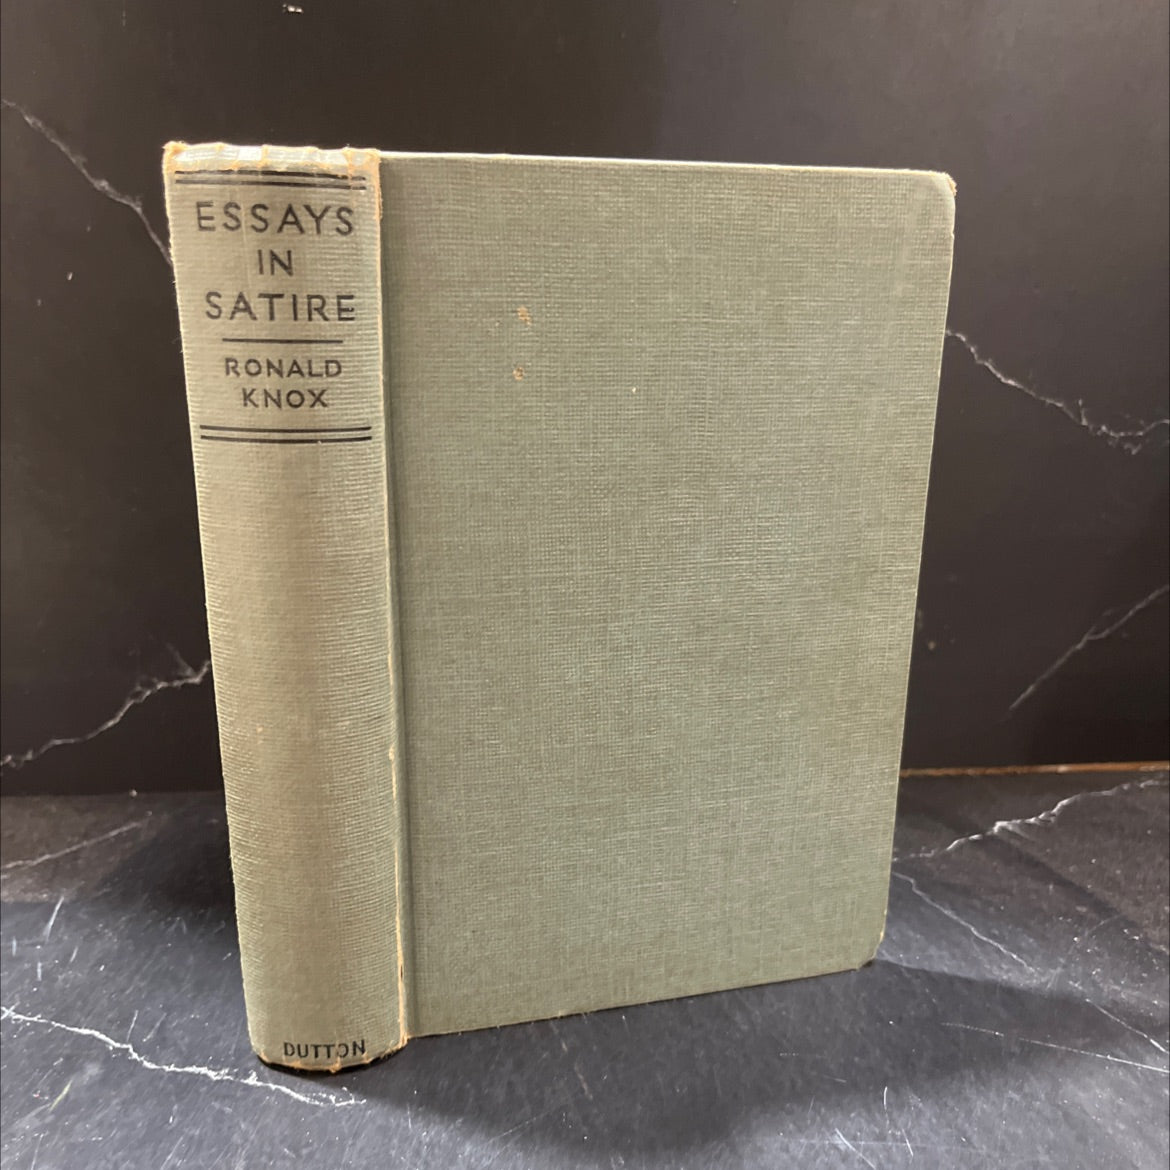 ESSAYS
IN
SATIRE
RONALD
KNOX
DUTTON